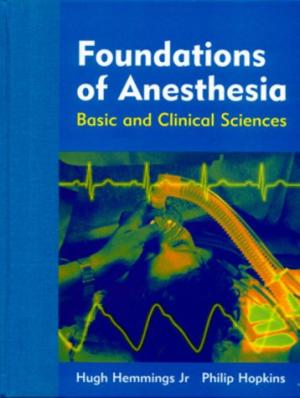 Foundations
of Anesthesia
Basic and Clinical Sciences
Hugh Hemmings Jr Philip Hopkins